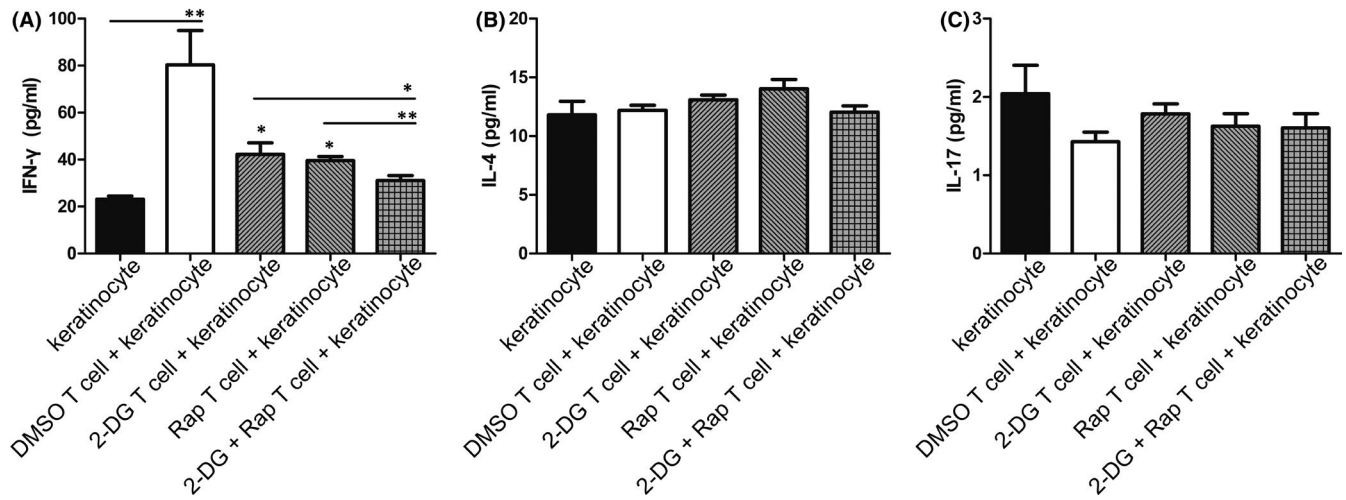 (A)
IFN-γ (pg/ml)
100
80
60
40
20
0
**
*
*
*
**
keratinocyte
DMSO T cell + keratinocyte
2-DG T cell + keratinocyte
Rap T cell + keratinocyte
2-DG + Rap T cell + keratinocyte
(B)
IL-4 (pg/ml)
20
15
10
5
0
keratinocyte
DMSO T cell + keratinocyte
2-DG T cell + keratinocyte
Rap T cell + keratinocyte
2-DG + Rap T cell + keratinocyte
(C)
IL-17 (pg/ml)
3
2
1
0
keratinocyte
DMSO T cell + keratinocyte
2-DG T cell + keratinocyte
Rap T cell + keratinocyte
2-DG + Rap T cell + keratinocyte